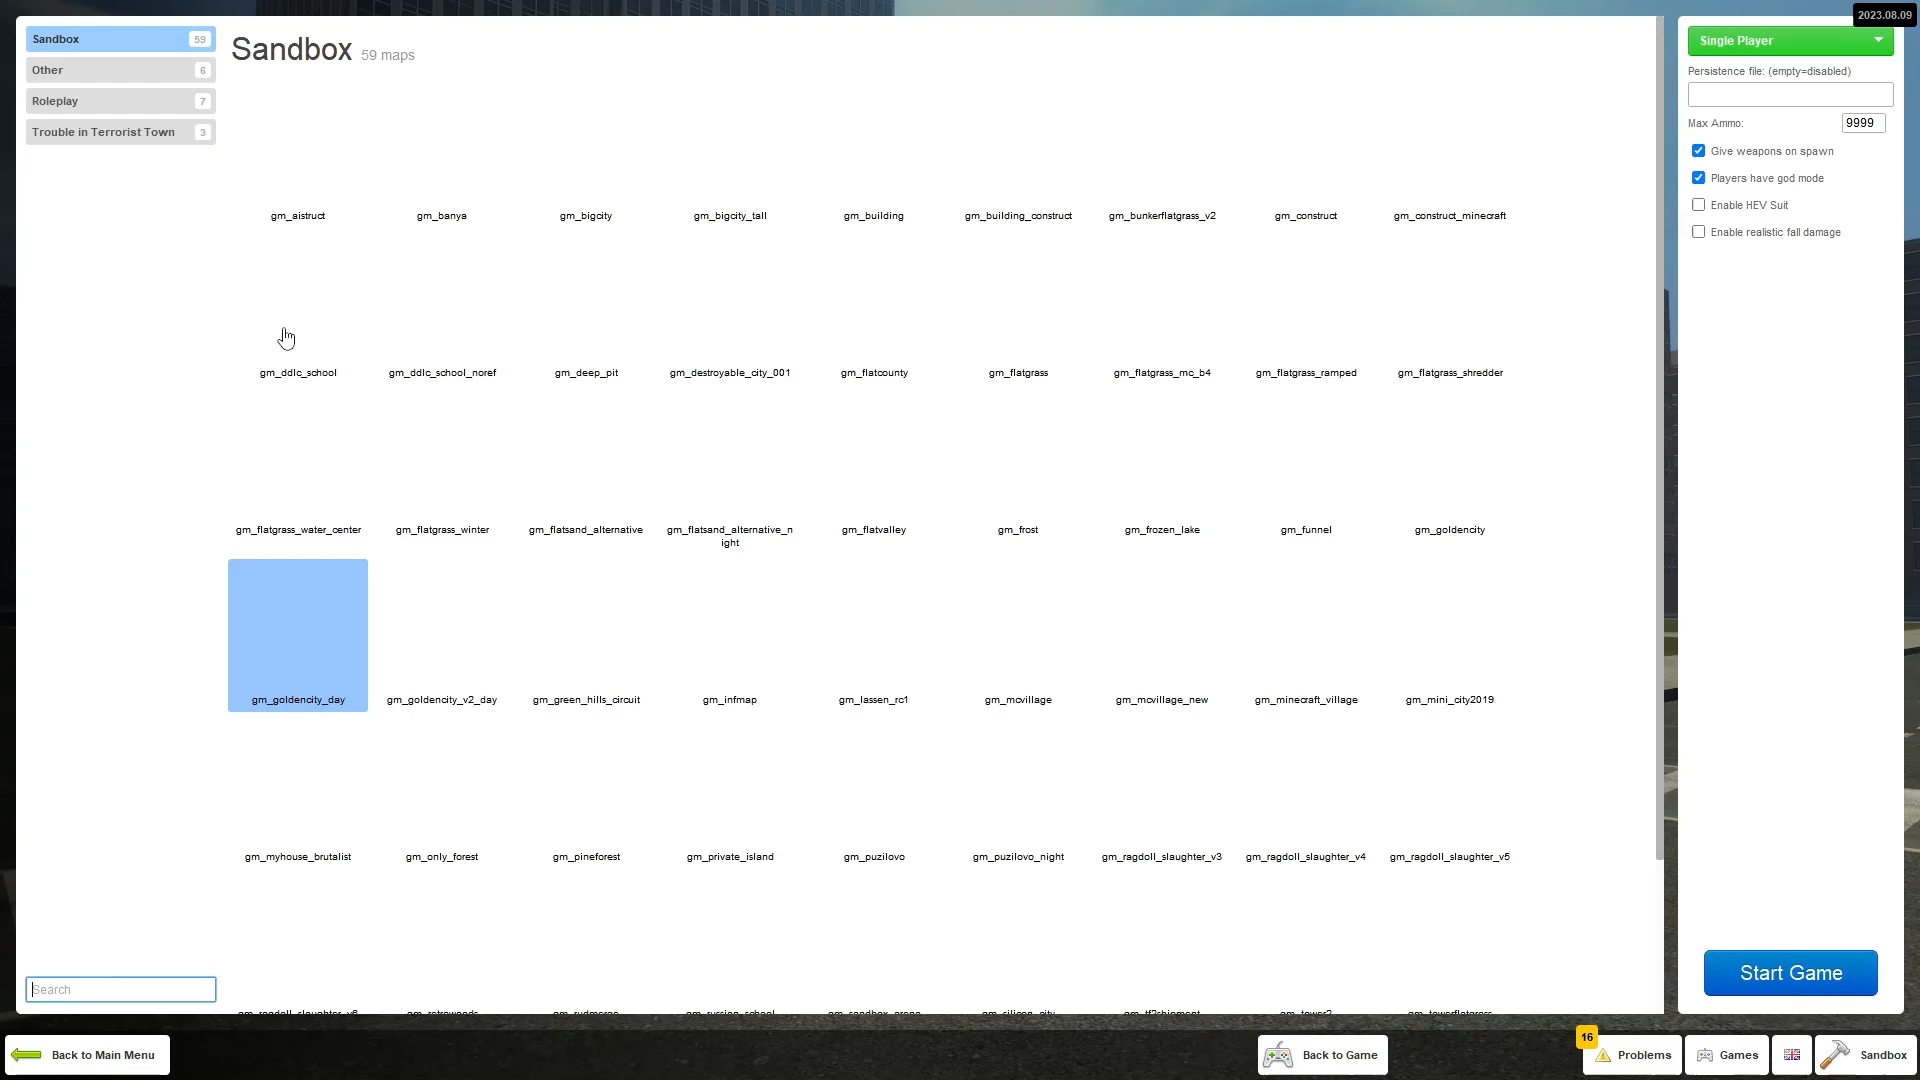 2023.08.09
Sandbox 59
Other 6
Roleplay 7
Trouble in Terrorist Town 3
Search
Sandbox 59 maps
gm_aistruct gm_banya gm_bigcity gm_bigcity_tall gm_building gm_building_construct gm_bunkerflatgrass_v2 gm_construct gm_construct_minecraft
gm_ddlc_school gm_ddlc_school_noref gm_deep_pit gm_destroyable_city_001 gm_flatcounty gm_flatgrass gm_flatgrass_mc_b4 gm_flatgrass_ramped gm_flatgrass_shredder
gm_flatgrass_water_center gm_flatgrass_winter gm_flatsand_alternative gm_flatsand_alternative_n gm_flatvalley gm_frost gm_frozen_lake gm_funnel gm_goldencity
ight
gm_goldencity_day gm_goldencity_v2_day gm_green_hills_circuit gm_infmap gm_lassen_rc1 gm_mcvillage gm_mcvillage_new gm_minecraft_village gm_mini_city2019
gm_myhouse_brutalist gm_only_forest gm_pineforest gm_private_island gm_puzilovo gm_puzilovo_night gm_ragdoll_slaughter_v3 gm_ragdoll_slaughter_v4 gm_ragdoll_slaughter_v5
Single Player
Persistence file: (empty=disabled)
Max Ammo: 9999
Give weapons on spawn
Players have god mode
Enable HEV Suit
Enable realistic fall damage
Start Game
Back to Main Menu
Back to Game
16
Problems
Games
Sandbox